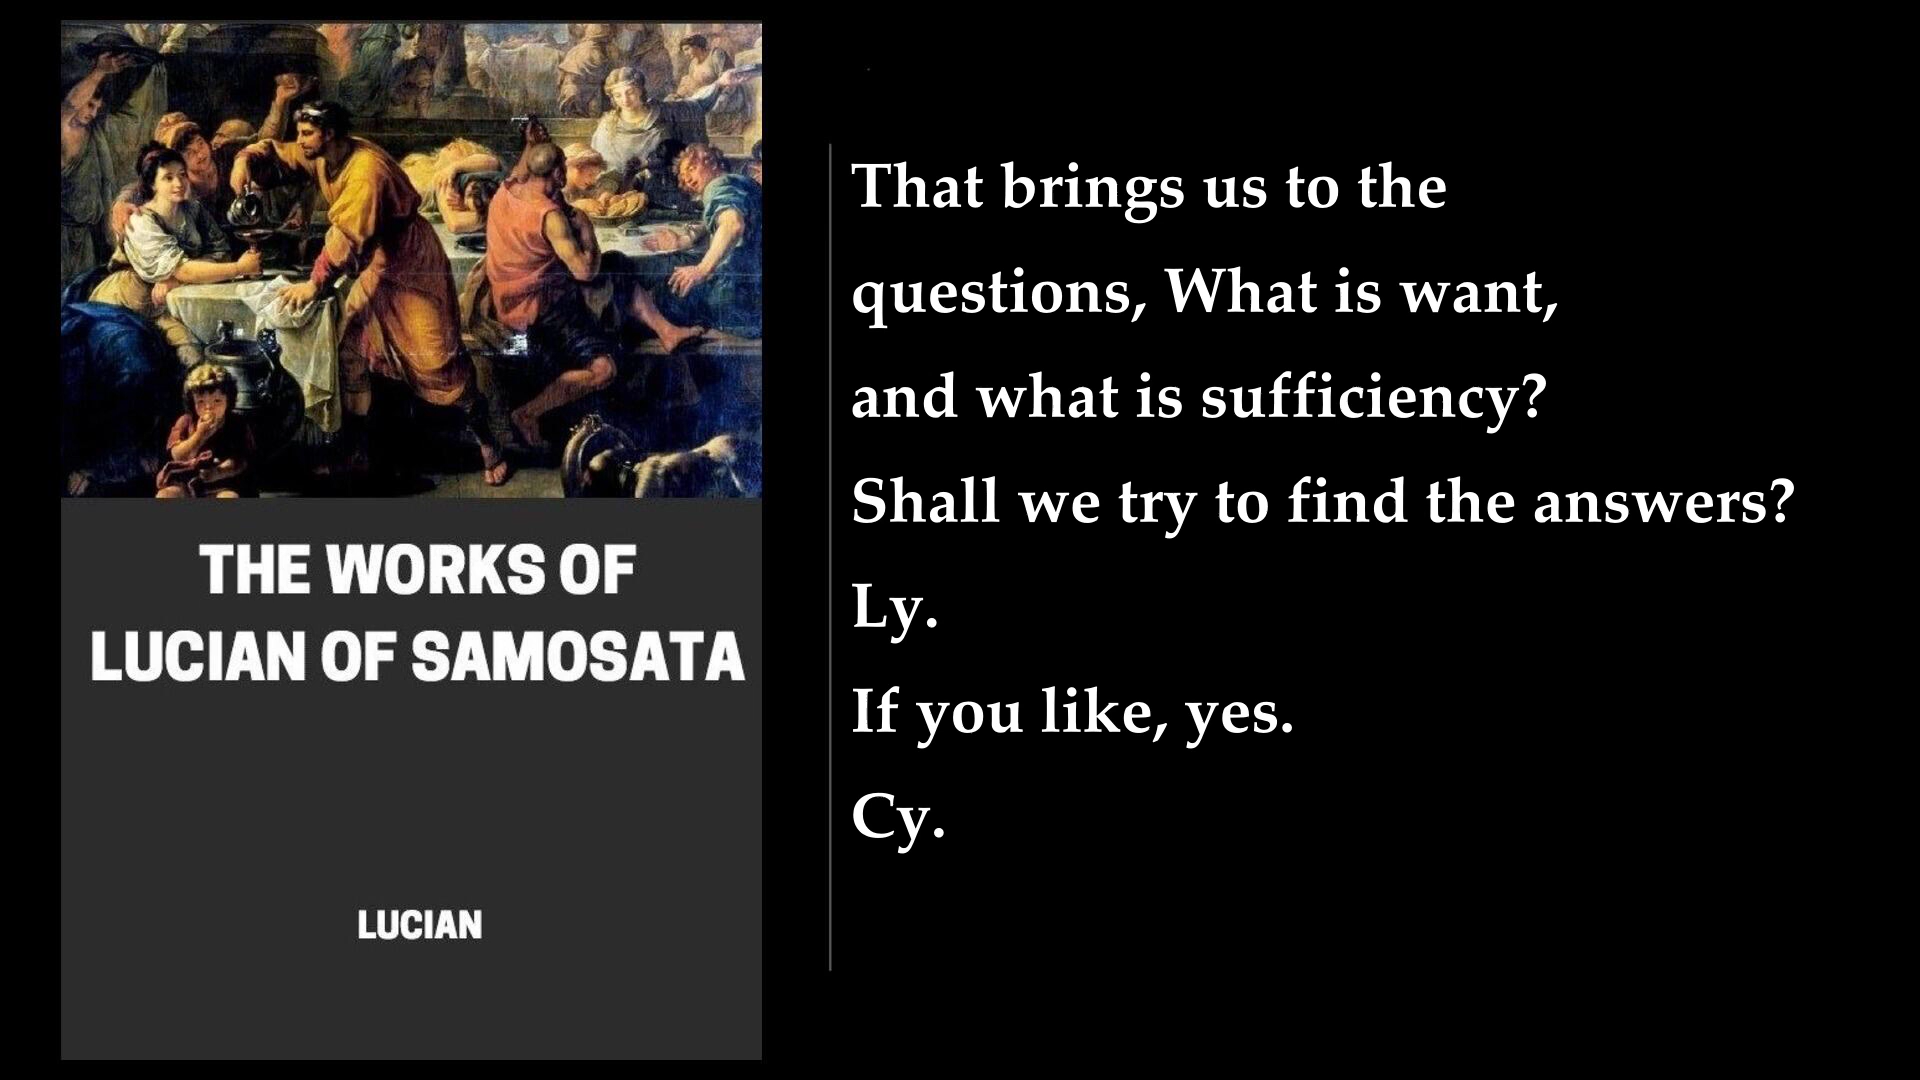 THE WORKS OF
LUCIAN OF SAMOSATA
LUCIAN
That brings us to the
questions, What is want,
and what is sufficiency?
Shall we try to find the answers?
Ly.
If you like, yes.
Cy.